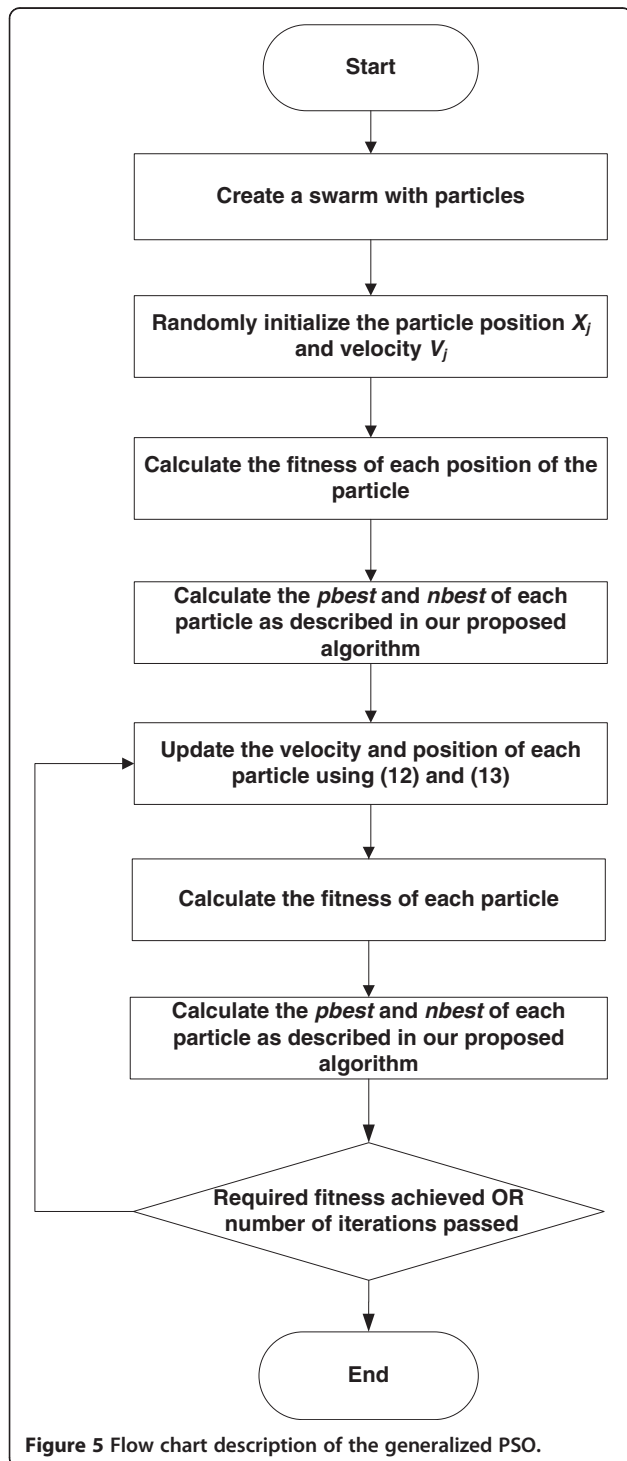 Start
Create a swarm with particles
Randomly initialize the particle position Xj
and velocity Vj
Calculate the fitness of each position of the
particle
Calculate the pbest and nbest of each
particle as described in our proposed
algorithm
Update the velocity and position of each
particle using (12) and (13)
Calculate the fitness of each particle
Calculate the pbest and nbest of each
particle as described in our proposed
algorithm
Required fitness achieved OR
number of iterations passed
End
Figure 5 Flow chart description of the generalized PSO.